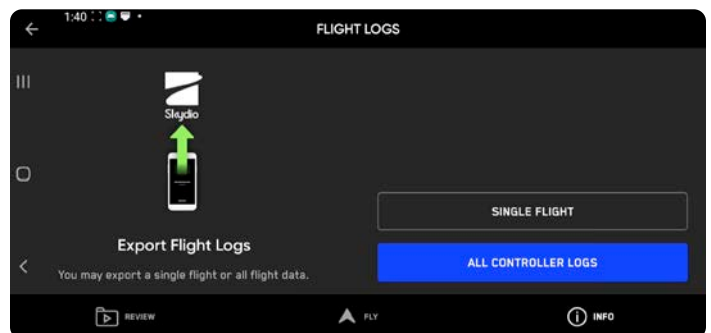 1:40
FLIGHT LOGS
Skydio
Export Flight Logs
You may export a single flight or all flight data.
SINGLE FLIGHT
ALL CONTROLLER LOGS
REVIEW
FLY
INFO